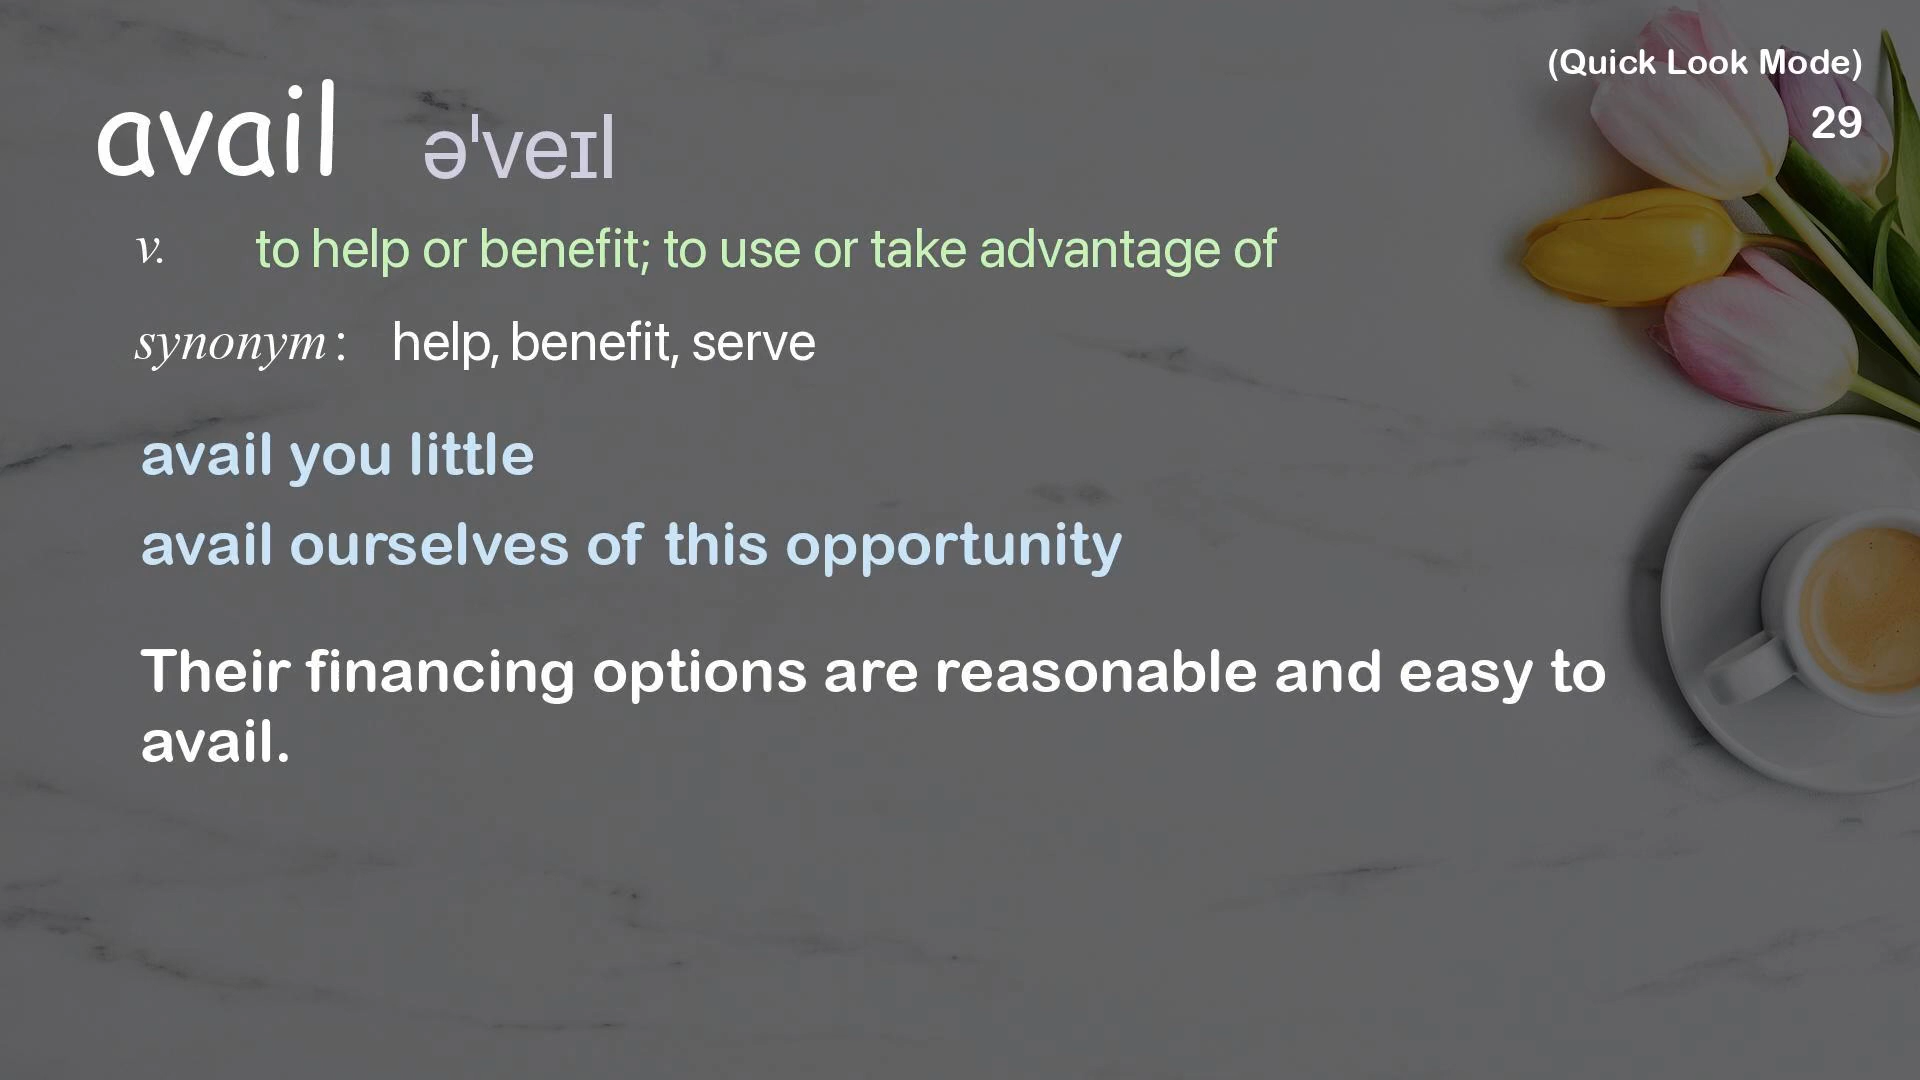 (Quick Look Mode)
29
avail əˈveɪl
v. to help or benefit; to use or take advantage of
synonym: help, benefit, serve
avail you little
avail ourselves of this opportunity
Their financing options are reasonable and easy to
avail.